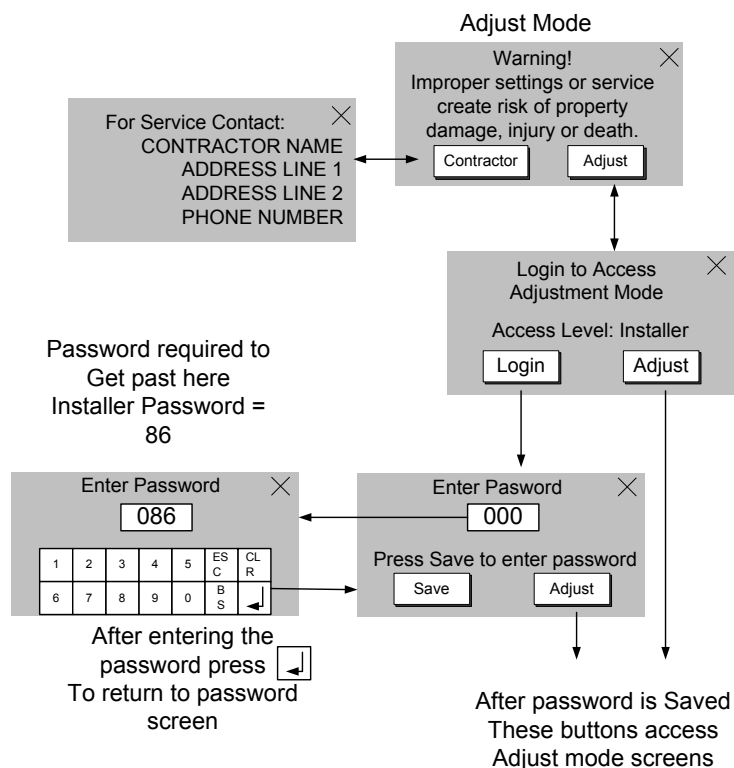 Adjust Mode
Warning!
Improper settings or service
create risk of property
damage, injury or death.
Contractor
Adjust
For Service Contact:
CONTRACTOR NAME
ADDRESS LINE 1
ADDRESS LINE 2
PHONE NUMBER
Login to Access
Adjustment Mode
Access Level: Installer
Login
Adjust
Password required to
Get past here
Installer Password =
86
Enter Password
086
1 2 3 4 5 ES C CL R
6 7 8 9 0 B S
Enter Pasword
000
Press Save to enter password
Save
Adjust
After entering the
password press
To return to password
screen
After password is Saved
These buttons access
Adjust mode screens